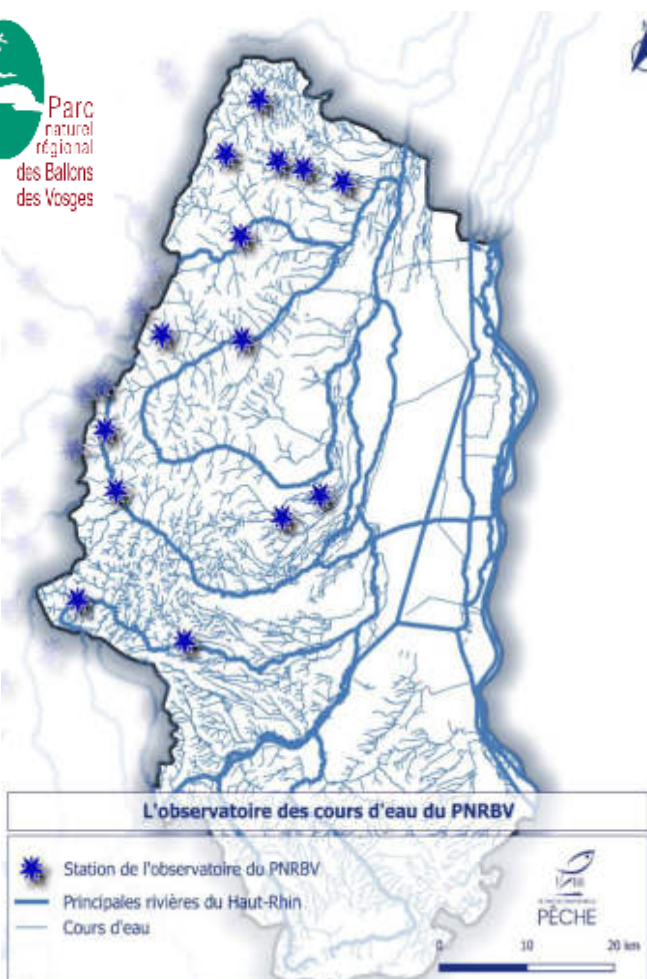 Parc
naturel
régional
des Ballons
des Vosges
L'observatoire des cours d'eau du PNRBV
Station de l'observatoire du PNRBV
Principales rivières du Haut-Rhin
Cours d'eau
PÊCHE
0 10 20 km